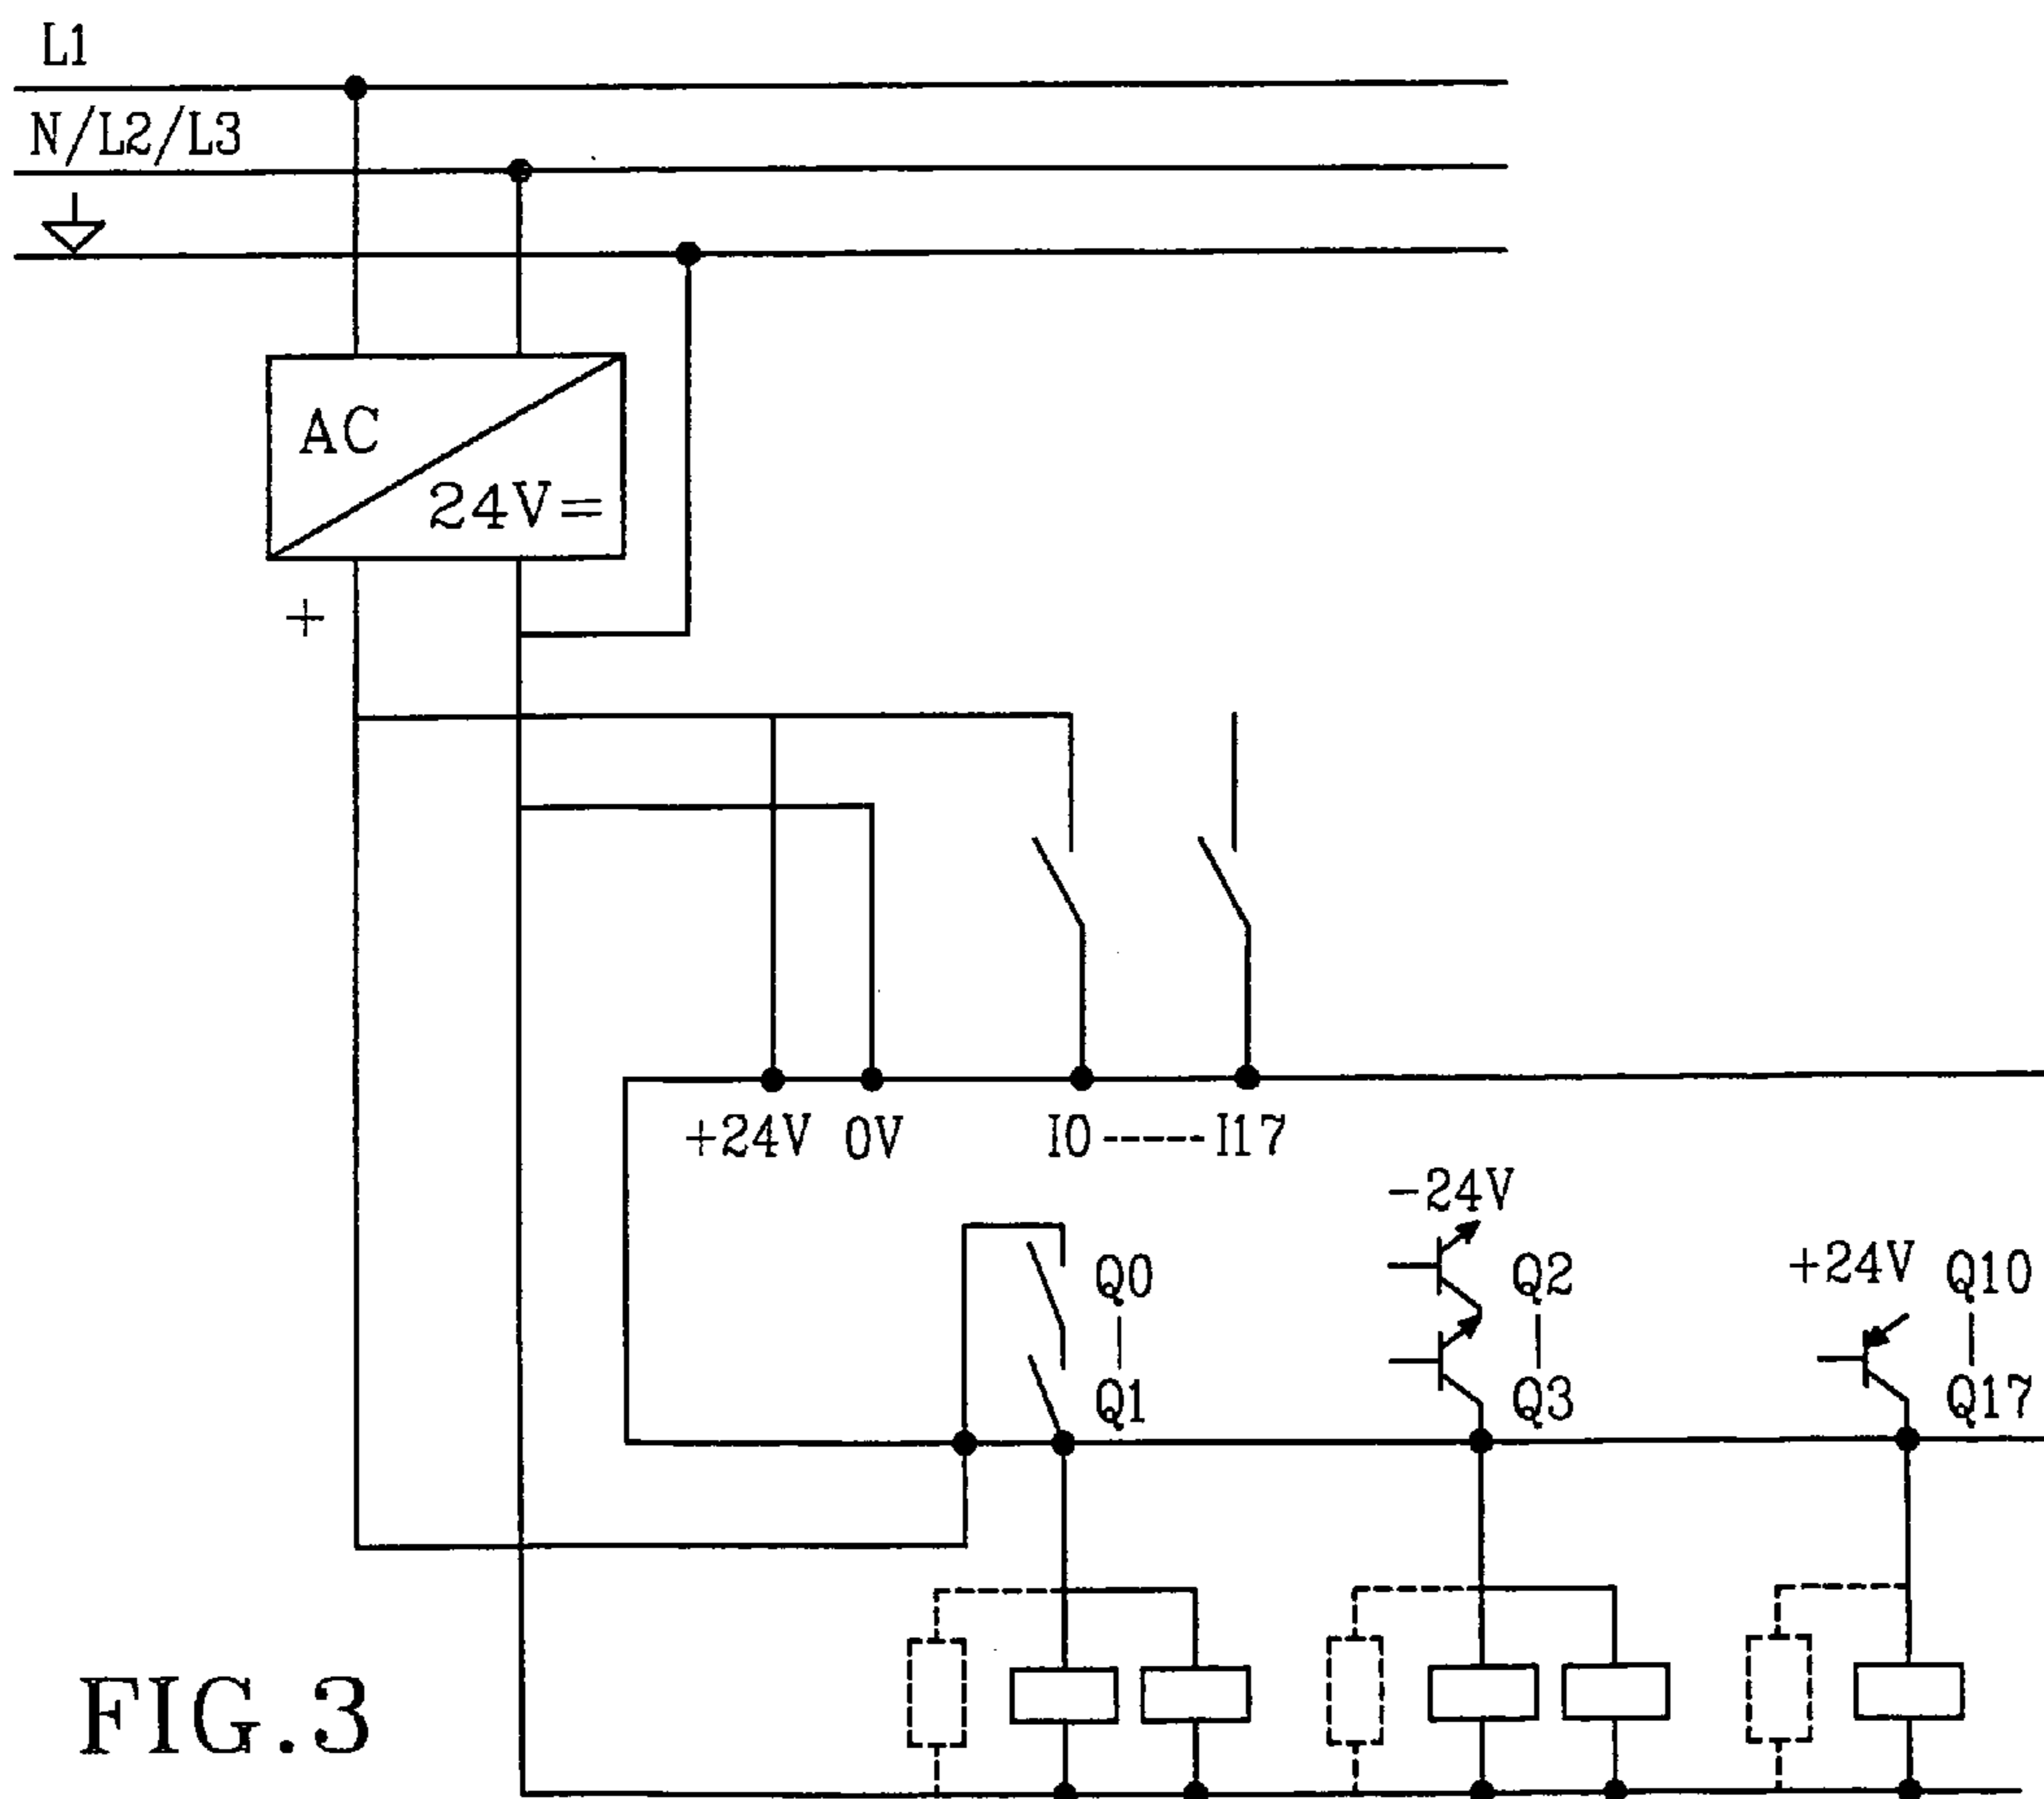 L1
N/L2/L3
AC
24V=
+
+24V 0V I0-----I17
-24V
Q0
Q2
+24V Q10
Q1
Q3
Q17
FIG.3